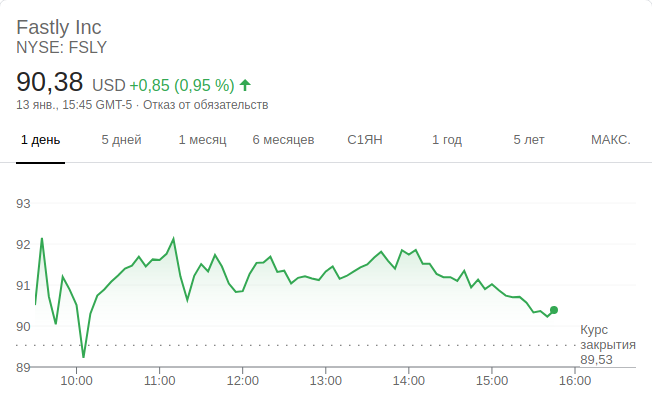 Fastly Inc
NYSE: FSLY
90,38 USD +0,85 (0,95 %)
13 янв., 15:45 GMT-5 · Отказ от обязательств
1 день 5 дней 1 месяц 6 месяцев С1ЯН 1 год 5 лет МАКС.
93
92
91
90
Курс
закрытия
89,53
89
10:00 11:00 12:00 13:00 14:00 15:00 16:00